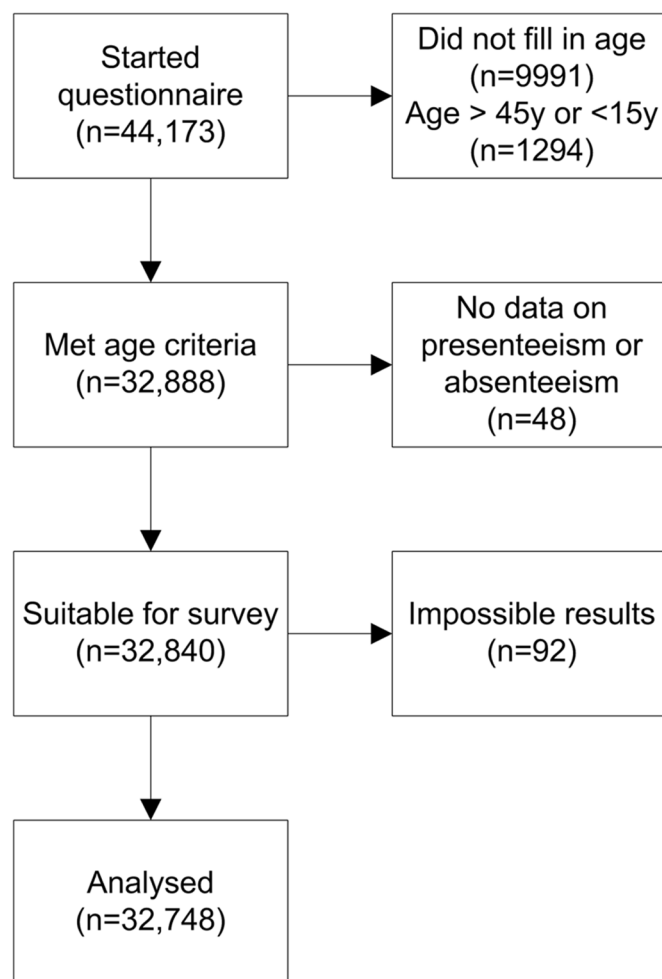 Started
questionnaire
(n=44,173)
Did not fill in age
(n=9991)
Age > 45y or <15y
(n=1294)
Met age criteria
(n=32,888)
No data on
presenteeism or
absenteeism
(n=48)
Suitable for survey
(n=32,840)
Impossible results
(n=92)
Analysed
(n=32,748)